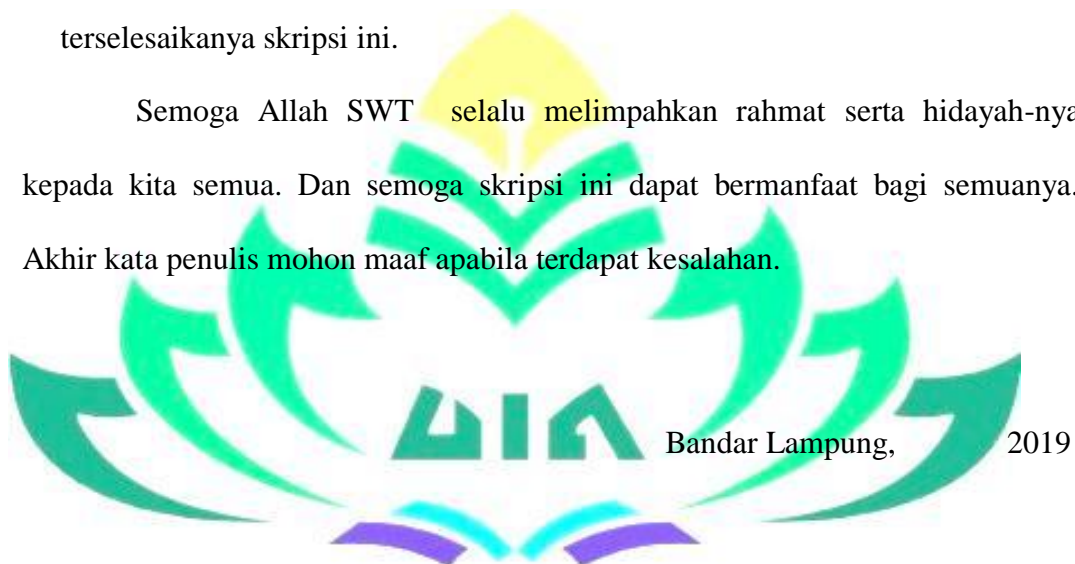 terselesaikanya skripsi ini.
Semoga Allah SWT selalu melimpahkan rahmat serta hidayah-nya
kepada kita semua. Dan semoga skripsi ini dapat bermanfaat bagi semuanya.
Akhir kata penulis mohon maaf apabila terdapat kesalahan.
UIN
Bandar Lampung, 2019